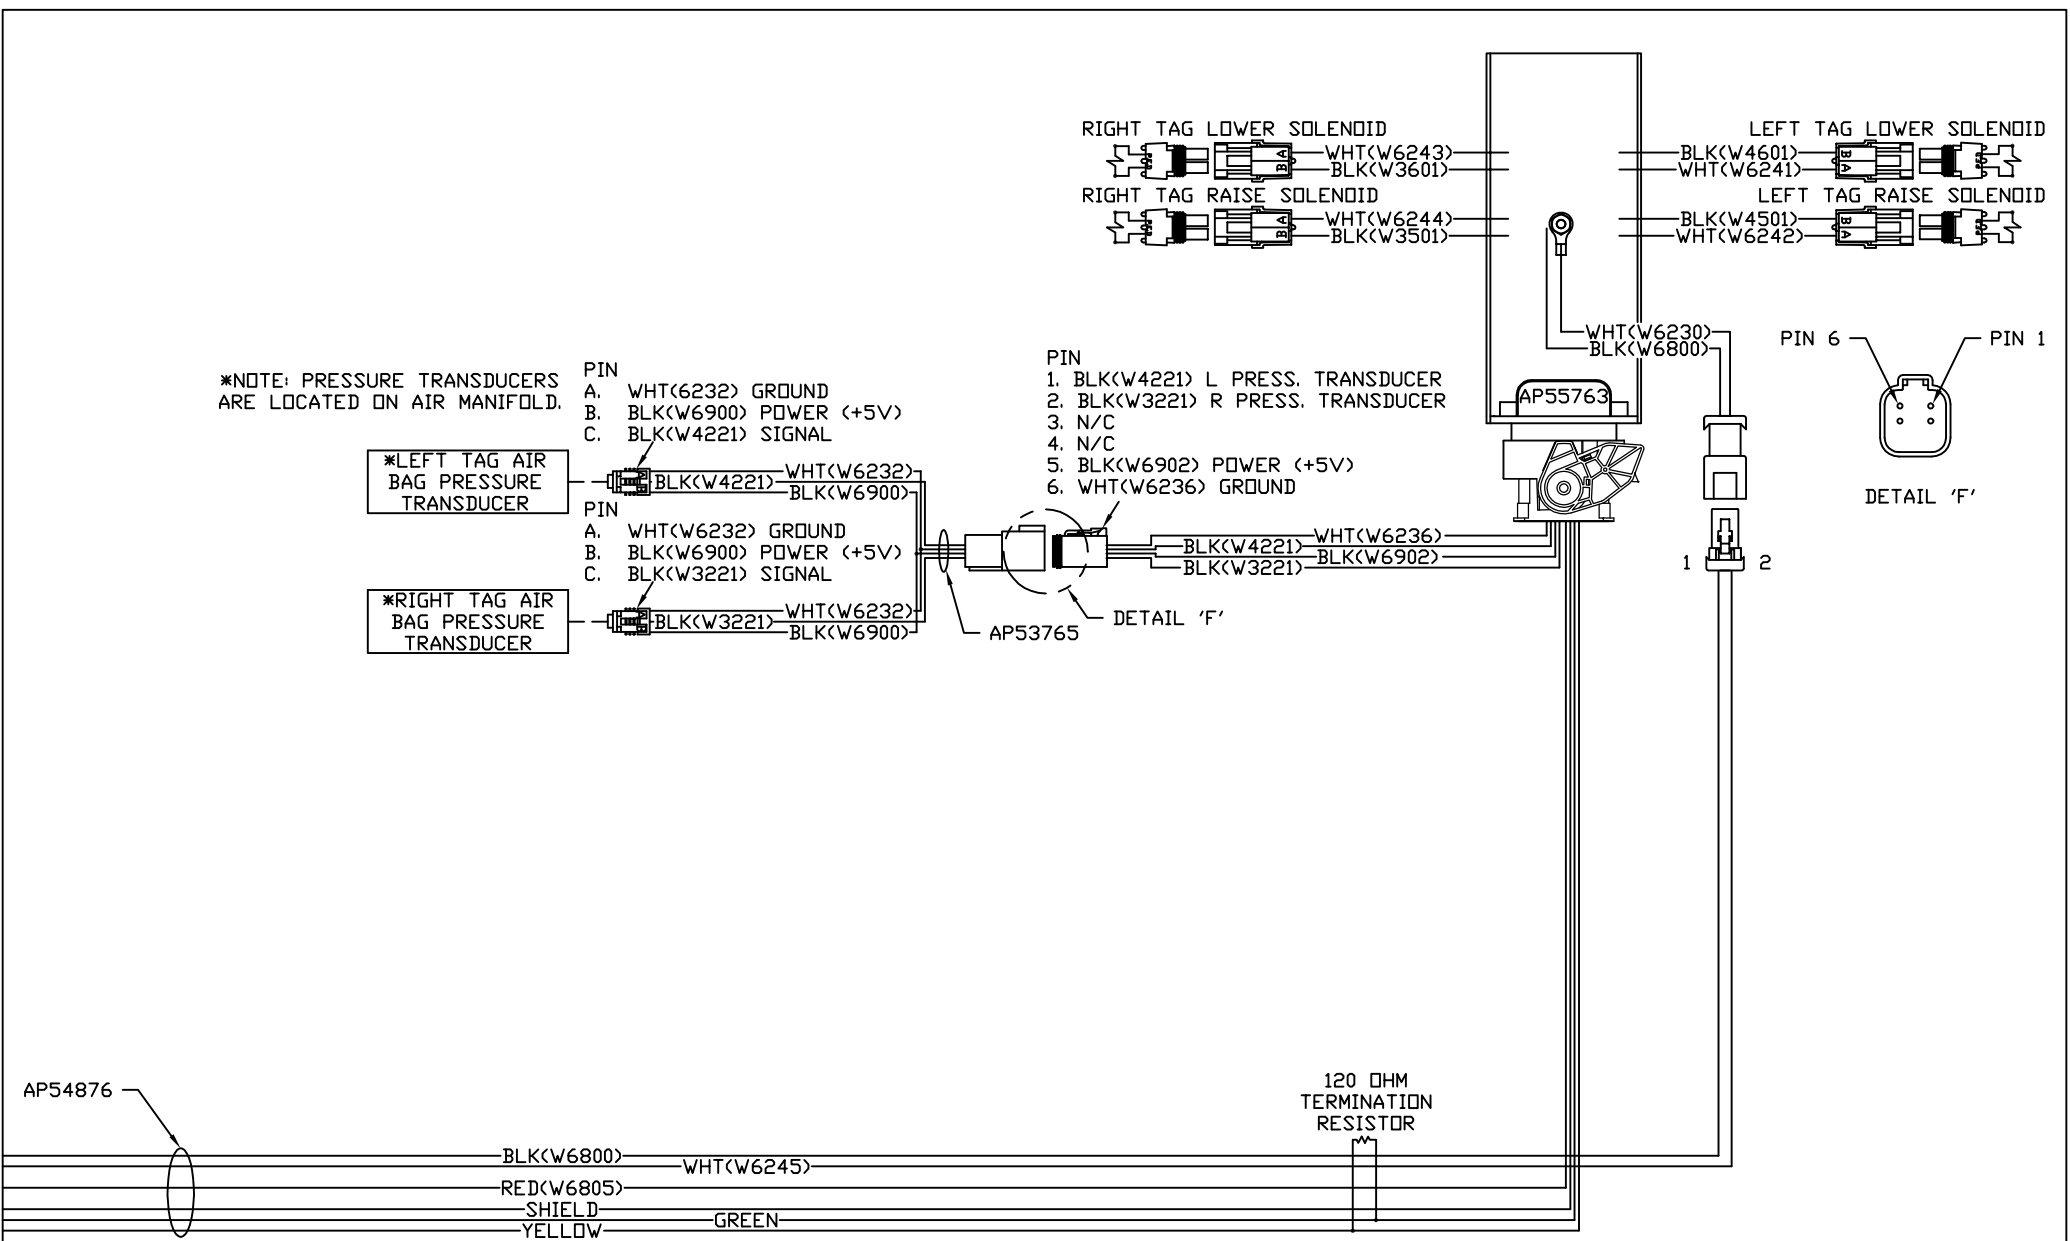 RIGHT TAG LOWER SOLENOID
WHT(W6243)
BLK(W3601)
A
B
RIGHT TAG RAISE SOLENOID
WHT(W6244)
BLK(W3501)
A
B
LEFT TAG LOWER SOLENOID
BLK(W4601)
WHT(W6241)
B
A
LEFT TAG RAISE SOLENOID
BLK(W4501)
WHT(W6242)
B
A
WHT(W6230)
BLK(W6800)
AP55763
PIN 6
PIN 1
DETAIL 'F'
1
2
*NOTE: PRESSURE TRANSDUCERS
ARE LOCATED ON AIR MANIFOLD.
PIN
A. WHT(6232) GROUND
B. BLK(W6900) POWER (+5V)
C. BLK(W4221) SIGNAL
*LEFT TAG AIR
BAG PRESSURE
TRANSDUCER
WHT(W6232)
BLK(W4221)
BLK(W6900)
PIN
A. WHT(W6232) GROUND
B. BLK(W6900) POWER (+5V)
C. BLK(W3221) SIGNAL
*RIGHT TAG AIR
BAG PRESSURE
TRANSDUCER
WHT(W6232)
BLK(W3221)
BLK(W6900)
AP53765
PIN
1. BLK(W4221) L PRESS. TRANSDUCER
2. BLK(W3221) R PRESS. TRANSDUCER
3. N/C
4. N/C
5. BLK(W6902) POWER (+5V)
6. WHT(W6236) GROUND
WHT(W6236)
BLK(W4221)
BLK(W6902)
BLK(W3221)
DETAIL 'F'
120 OHM
TERMINATION
RESISTOR
AP54876
BLK(W6800)
WHT(W6245)
RED(W6805)
SHIELD
GREEN
YELLOW